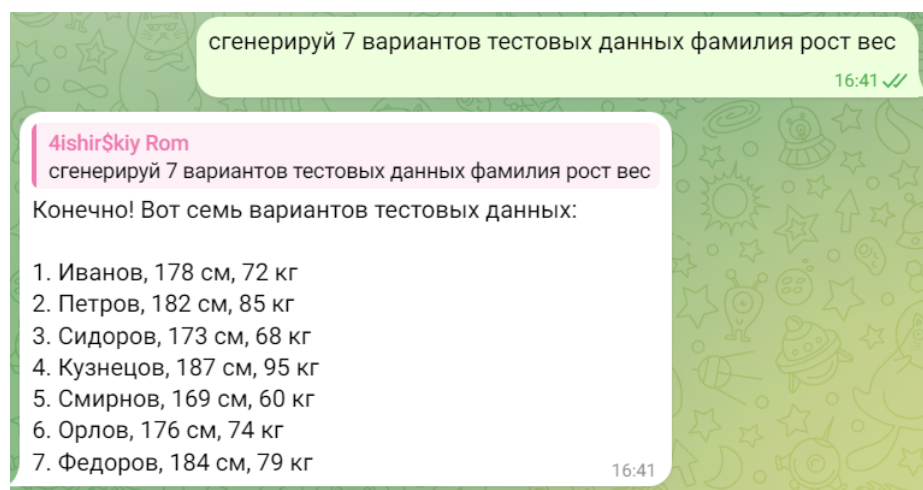 сгенерируй 7 вариантов тестовых данных фамилия рост вес
16:41
4ishir$kiy Rom
сгенерируй 7 вариантов тестовых данных фамилия рост вес
Конечно! Вот семь вариантов тестовых данных:
1. Иванов, 178 см, 72 кг
2. Петров, 182 см, 85 кг
3. Сидоров, 173 см, 68 кг
4. Кузнецов, 187 см, 95 кг
5. Смирнов, 169 см, 60 кг
6. Орлов, 176 см, 74 кг
7. Федоров, 184 см, 79 кг
16:41